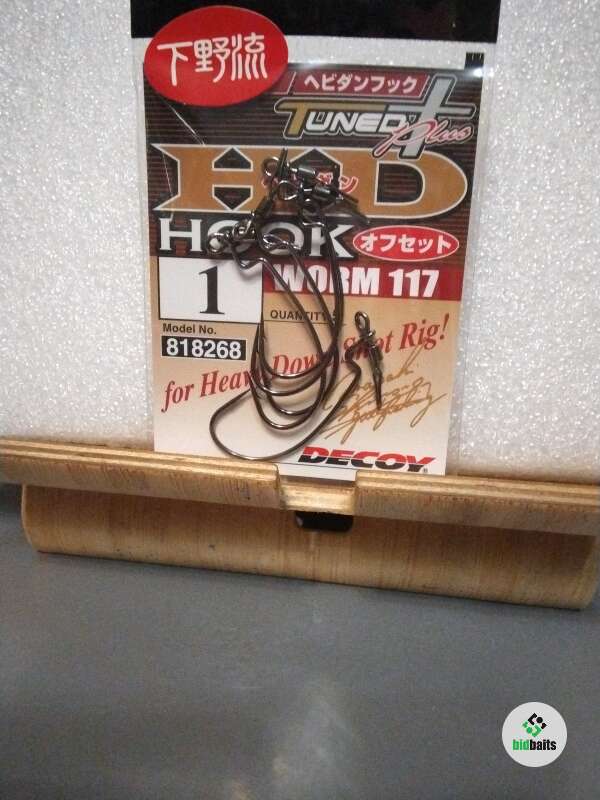 下野流
ヘビダンフック
TUNED Plus
HD
HOOK オフセット
1 WORM 117
QUANTITY
Model No.
818268
for Heavy Down Shot Rig!
DECOY
bidbaits